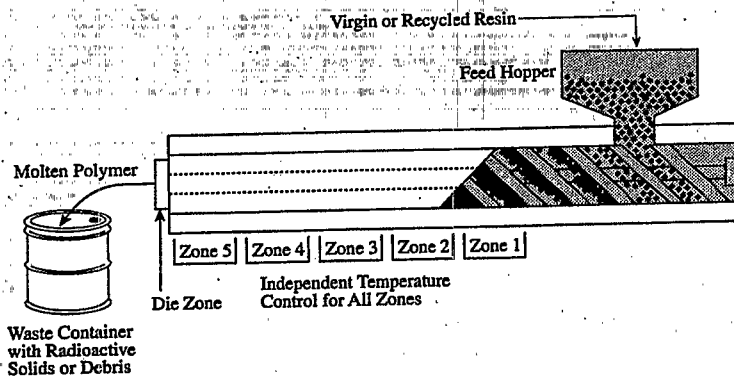 Virgin or Recycled Resin
Feed Hopper
Molten Polymer
Zone 5
Zone 4
Zone 3
Zone 2
Zone 1
Independent Temperature
Control for All Zones
Die Zone
Waste Container
with Radioactive
Solids or Debris